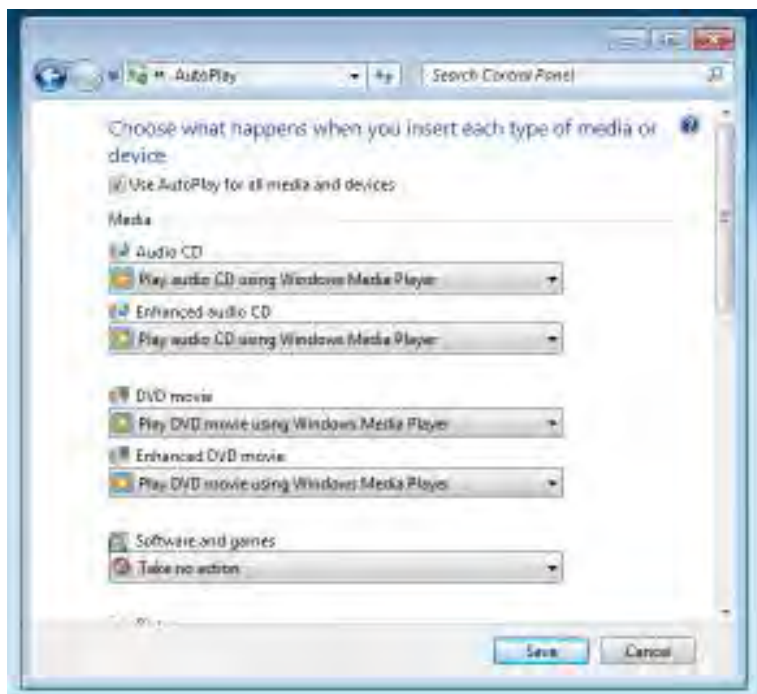 AutoPlay
Search Control Panel
Choose what happens when you insert each type of media or
device
Use AutoPlay for all media and devices
Media
Audio CD
Play audio CD using Windows Media Player
Enhanced audio CD
Play audio CD using Windows Media Player
DVD movie
Play DVD movie using Windows Media Player
Enhanced DVD movie
Play DVD movie using Windows Media Player
Software and games
Take no action
Save Cancel